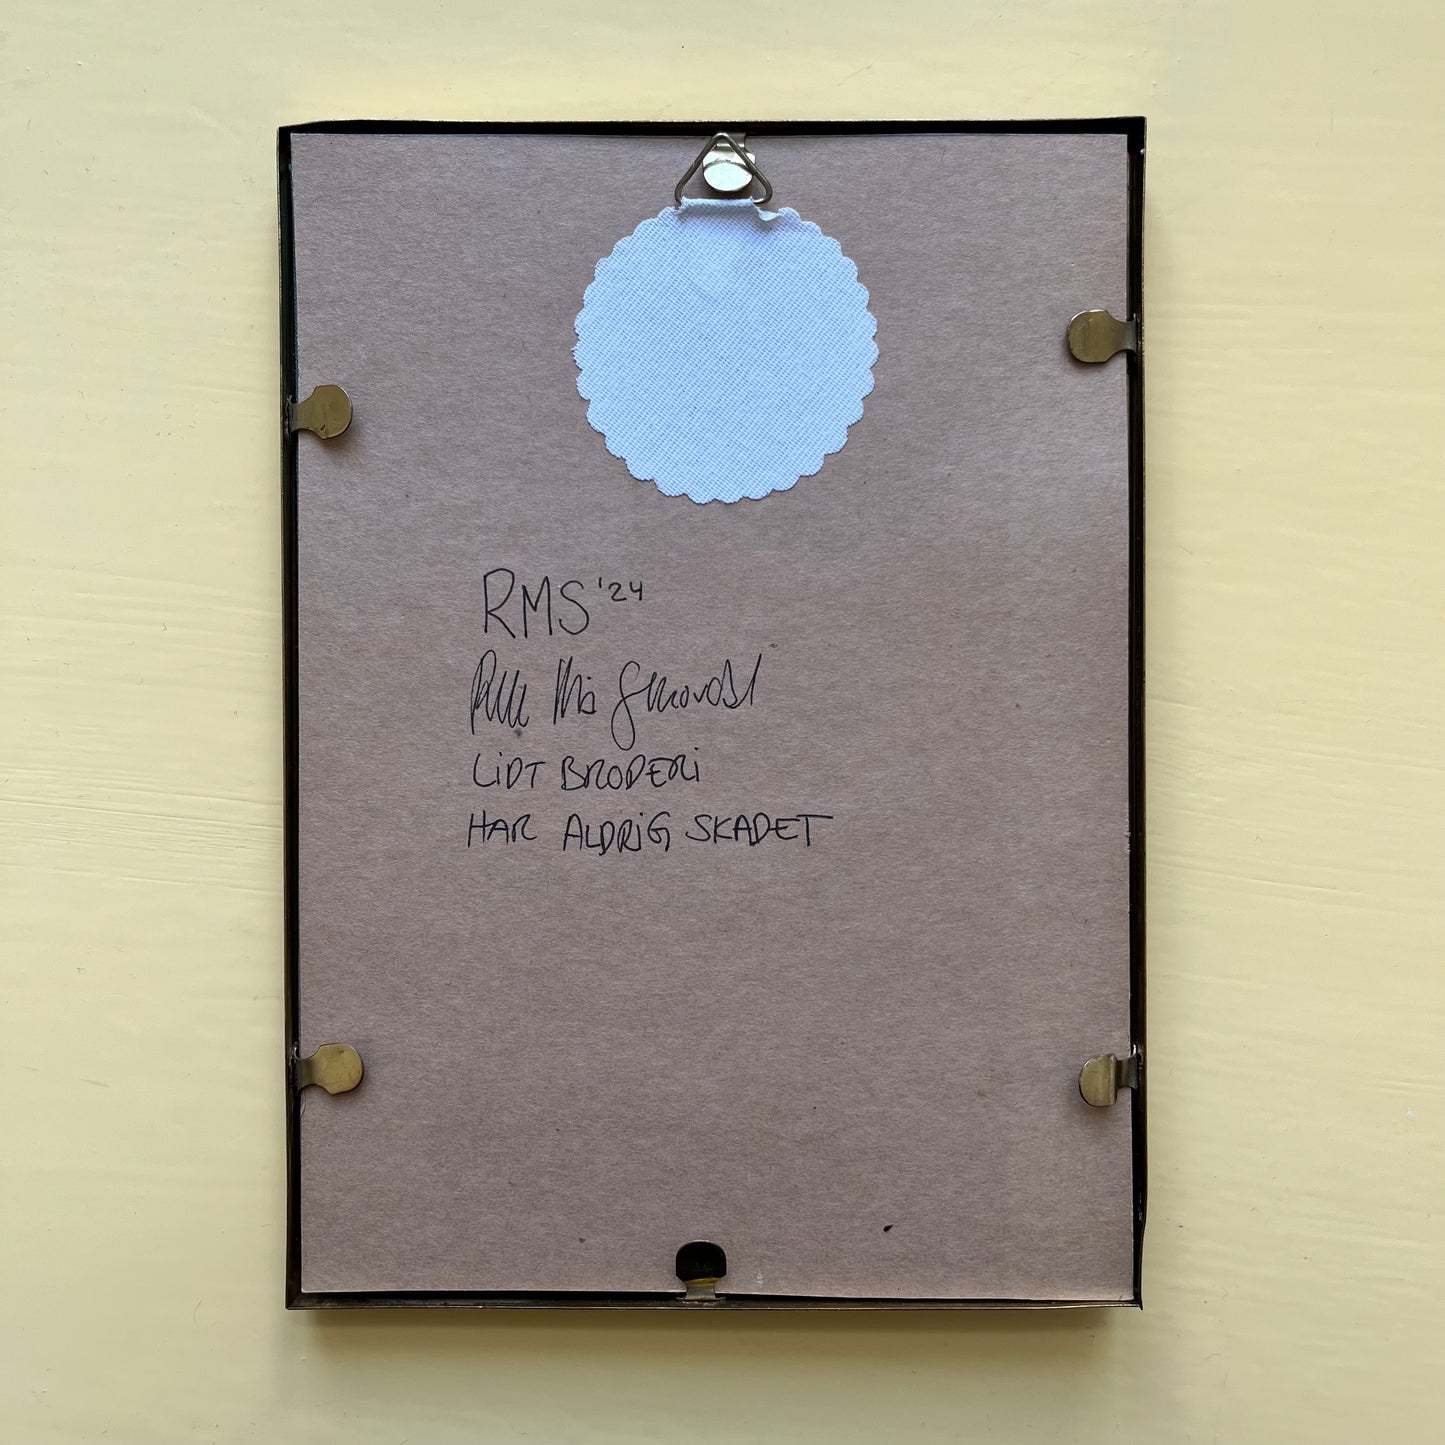 RMS '24
LiDT BRODERi
HAR ALDRiG SKADET